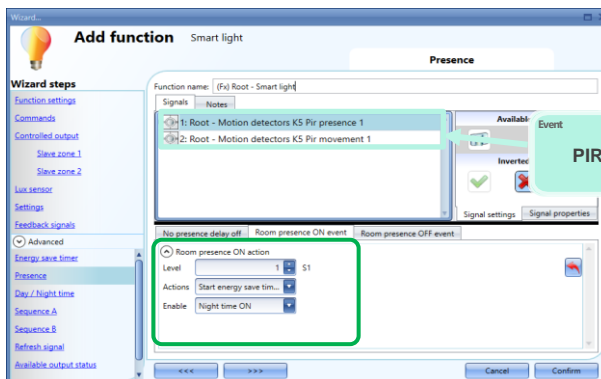 Wizard...
Add function Smart light
Presence
Wizard steps
Function settings
Commands
Controlled output
Slave zone 1
Slave zone 2
Lux sensor
Settings
Feedback signals
Advanced
Energy save timer
Presence
Day / Night time
Sequence A
Sequence B
Refresh signal
Available output status
Function name: (Fx) Root - Smart light
Signals Notes
1: Root - Motion detectors K5 Pir presence 1
2: Root - Motion detectors K5 Pir movement 1
Event
PIR
Inverted
Signal settings Signal properties
No presence delay off Room presence ON event Room presence OFF event
Room presence ON action
Level 1 S1
Actions Start energy save tim...
Enable Night time ON
<<< >>> Cancel Confirm